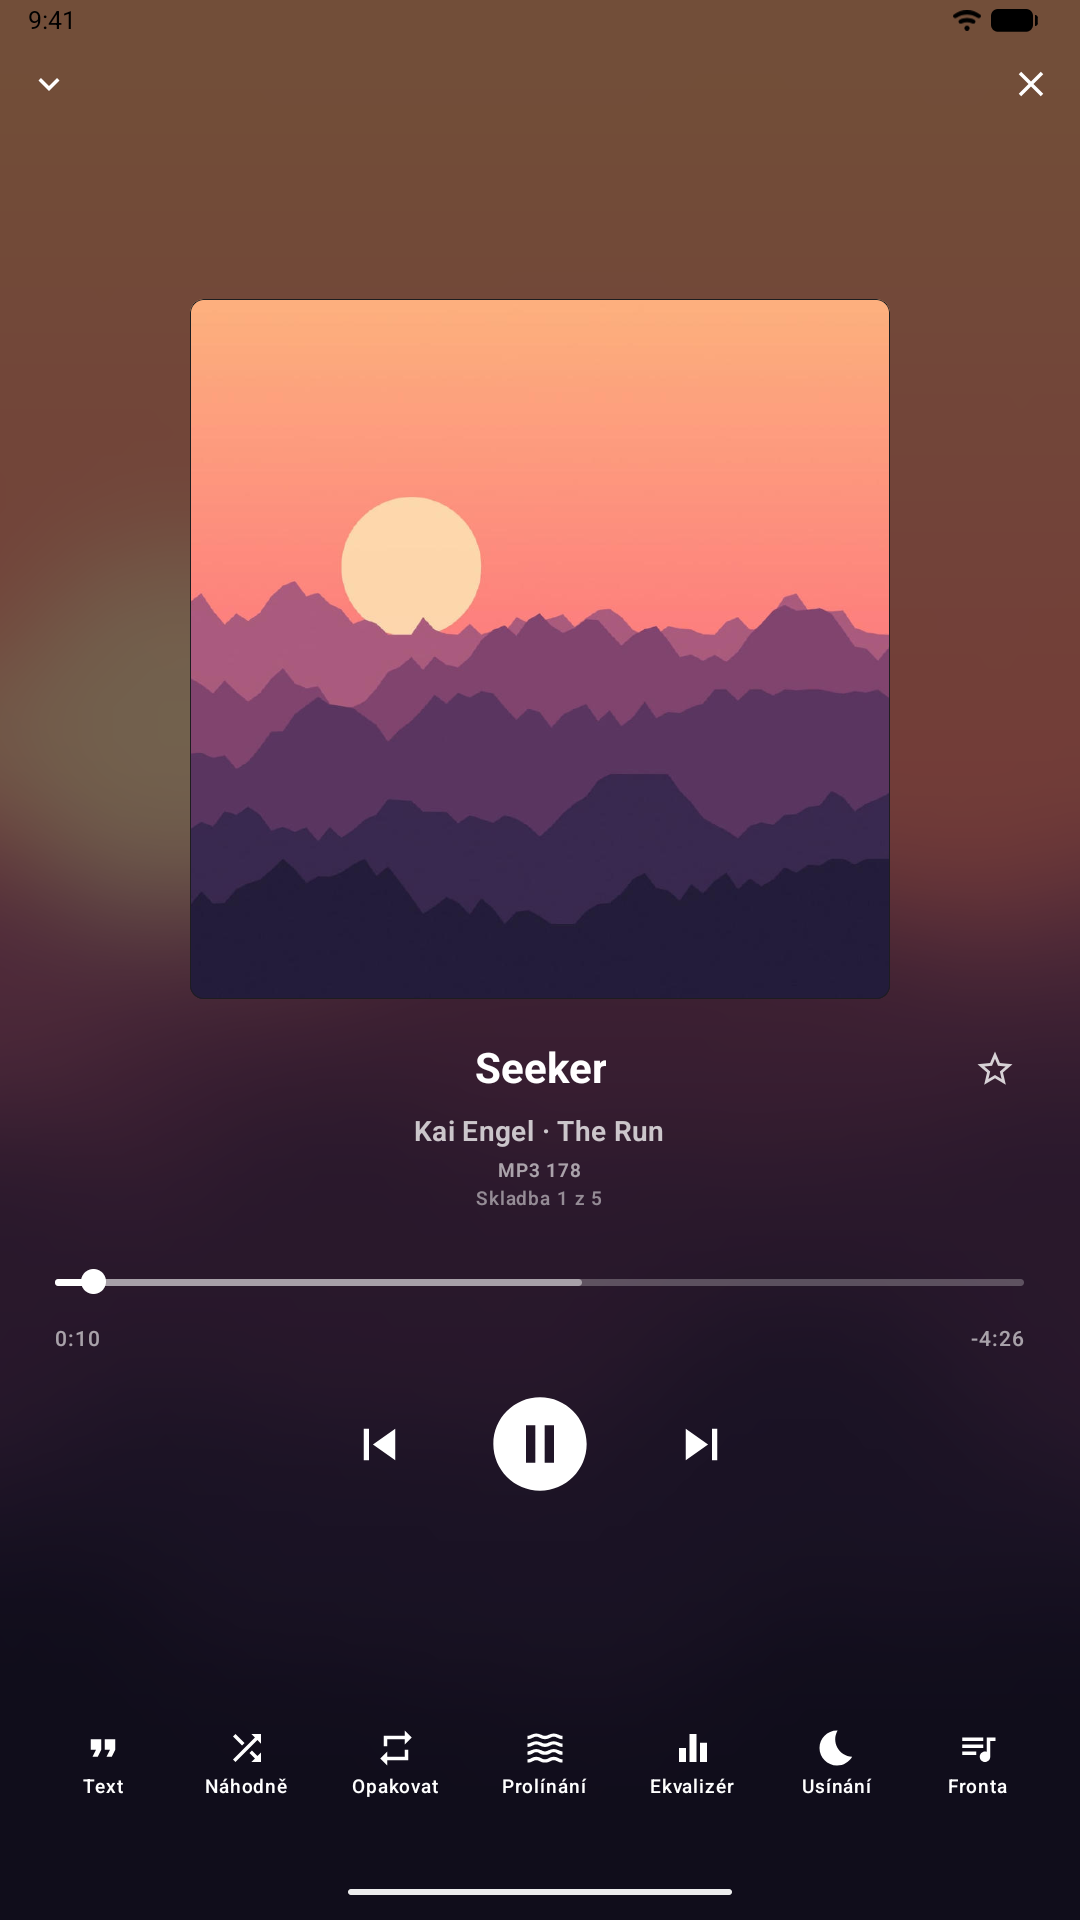 9:41
Seeker
Kai Engel · The Run
MP3 178
Skladba 1 z 5
0:10 -4:26
Text Náhodně Opakovat Prolínání Ekvalizér Usínání Fronta